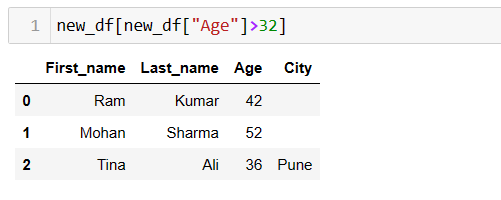 1 new_df[new_df["Age"]>32]
First_name Last_name Age City
0 Ram Kumar 42
1 Mohan Sharma 52
2 Tina Ali 36 Pune